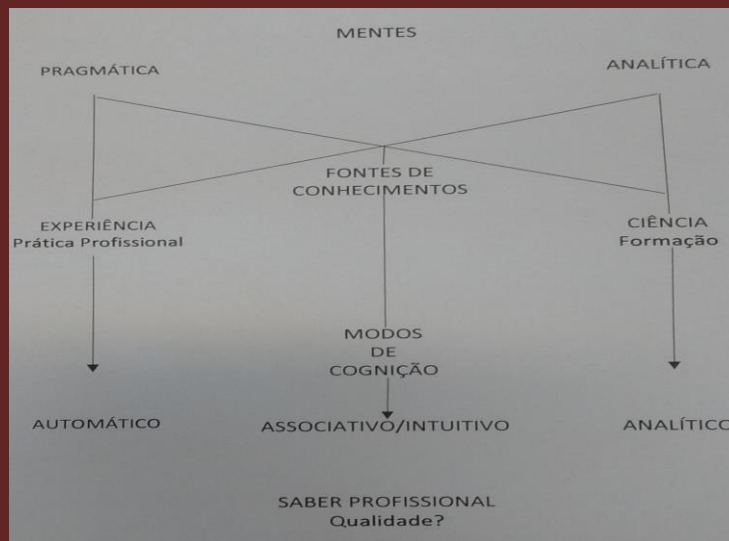 MENTES
PRAGMÁTICA
ANALÍTICA
FONTES DE
CONHECIMENTOS
EXPERIÊNCIA
Prática Profissional
CIÊNCIA
Formação
MODOS
DE
COGNIÇÃO
AUTOMÁTICO
ASSOCIATIVO/INTUITIVO
ANALÍTICO
SABER PROFISSIONAL
Qualidade?